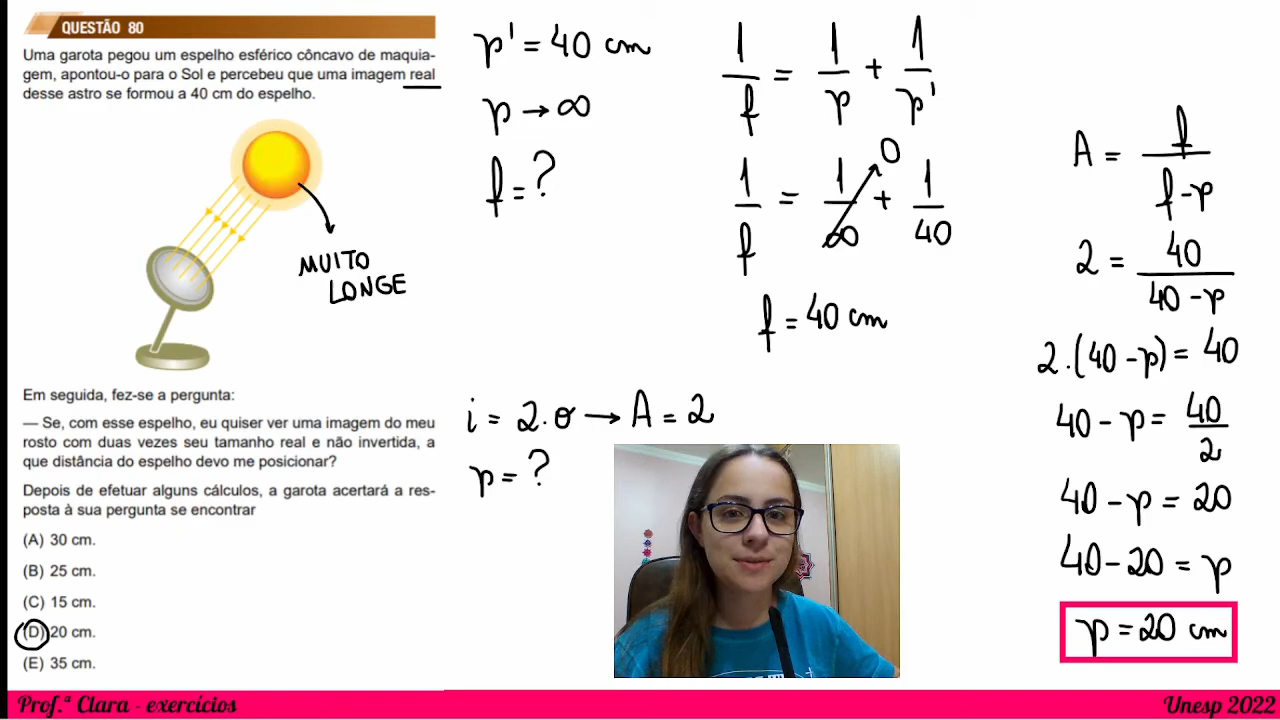 QUESTÃO 80
Uma garota pegou um espelho esférico côncavo de maquia-
gem, apontou-o para o Sol e percebeu que uma imagem real
desse astro se formou a 40 cm do espelho.
MUITO
LONGE
Em seguida, fez-se a pergunta:
— Se, com esse espelho, eu quiser ver uma imagem do meu
rosto com duas vezes seu tamanho real e não invertida, a
que distância do espelho devo me posicionar?
Depois de efetuar alguns cálculos, a garota acertará a res-
posta à sua pergunta se encontrar
(A) 30 cm.
(B) 25 cm.
(C) 15 cm.
(D) 20 cm.
(E) 35 cm.
p' = 40 cm
p → ∞
f = ?
1/f = 1/p + 1/p'
1/f = 1/∞ + 1/40
0
f = 40 cm
i = 2·o → A = 2
p = ?
A = f/f-p
2 = 40/40-p
2.(40-p) = 40
40-p = 40/2
40-p = 20
40-20 = p
p = 20 cm
Prof.ª Clara - exercícios
Unesp 2022